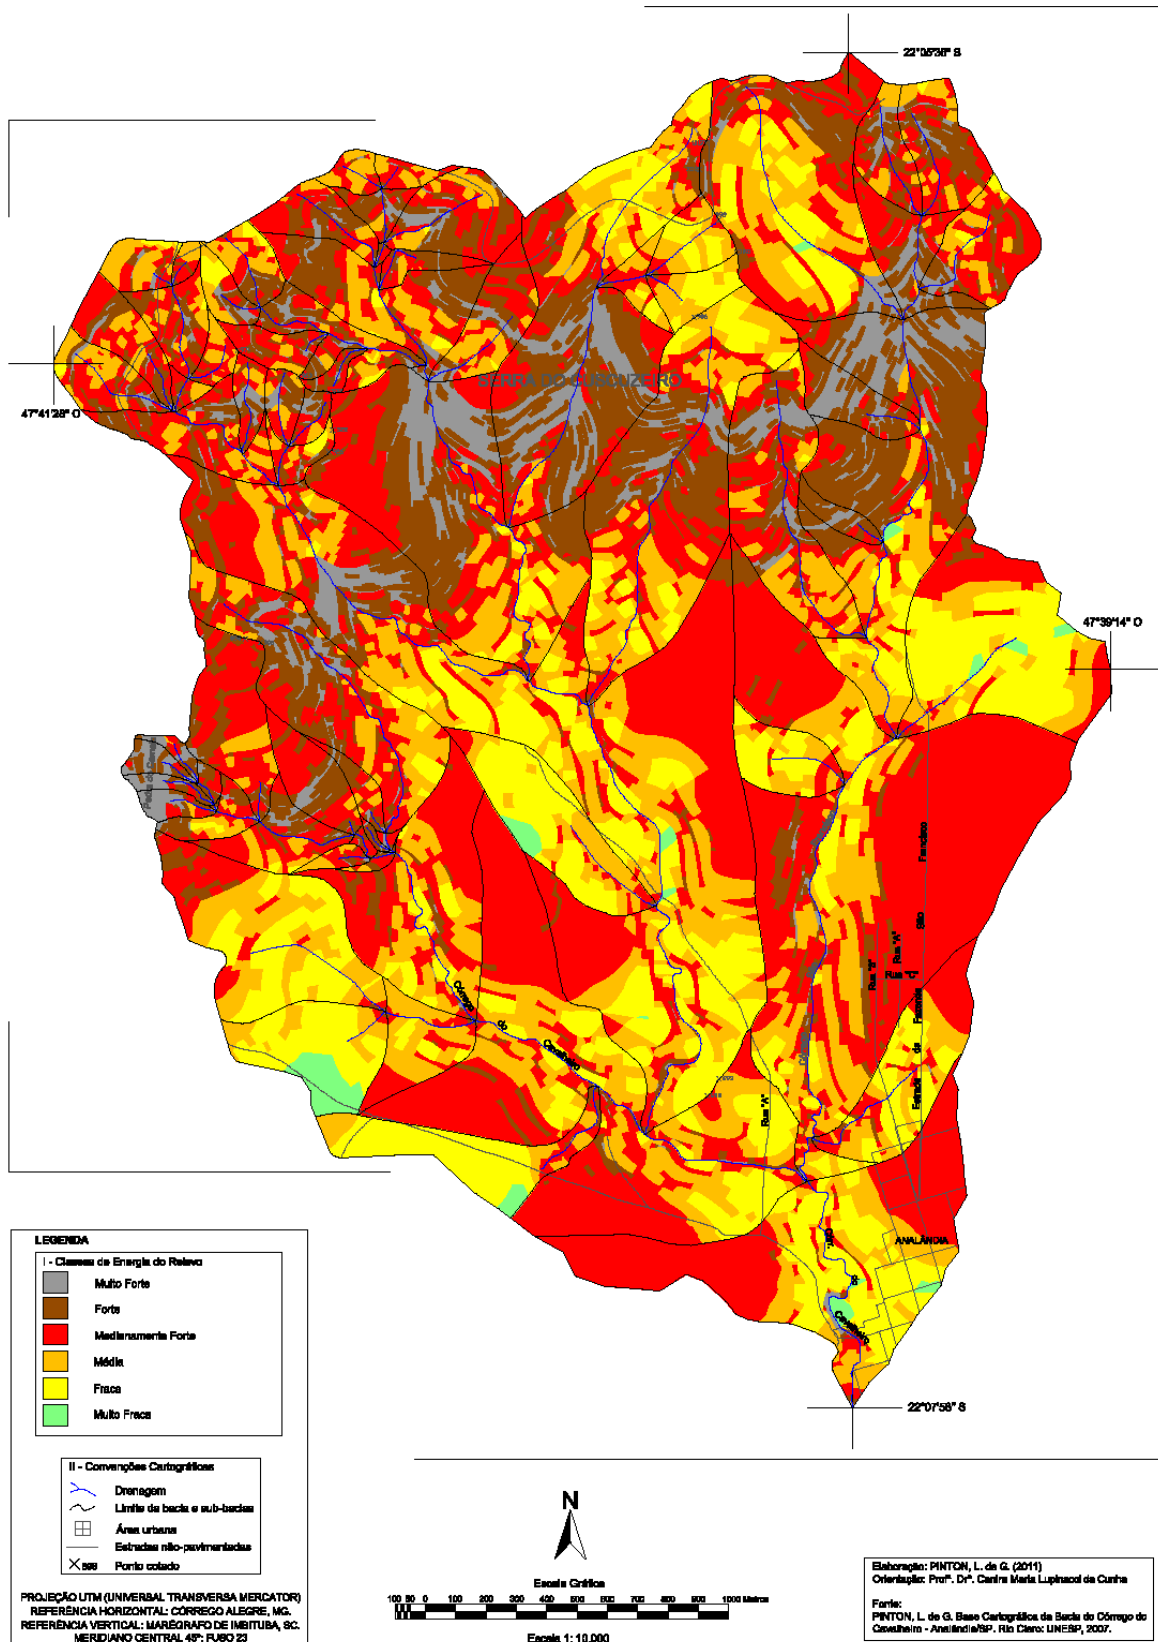 22°05'38" S
SERRA DO CUSCUZEIRO
47°41'28" O
47°39'14" O
Francisco
São
Rua "A"
Rua "B"
Rua "C"
Fazenda
da
Estrada
Rua "A"
Córrego
do
Cavalheiro
ANALÂNDIA
Cór.
do
Cavalheiro
22°07'58" S
LEGENDA
I - Classes de Energia do Relevo
Muito Forte
Forte
Medianamente Forte
Média
Fraca
Muito Fraca
II - Convenções Cartográficas
Drenagem
Limite da bacia e sub-bacias
Área urbana
Estradas não-pavimentadas
898 Ponto cotado
PROJEÇÃO UTM (UNIVERSAL TRANSVERSA MERCATOR)
REFERÊNCIA HORIZONTAL: CÓRREGO ALEGRE, MG.
REFERÊNCIA VERTICAL: MARÉGRAFO DE IMBITUBA, SC.
MERIDIANO CENTRAL 45°: FUSO 23
N
Escala Gráfica
100 50 0 100 200 300 400 500 600 700 800 900 1000 Metros
Escala 1: 10.000
Elaboração: PINTON, L. de G. (2011)
Orientação: Profª. Drª. Cenira Maria Lupinacci da Cunha
Fonte:
PINTON, L. de G. Base Cartográfica da Bacia do Córrego do
Cavalheiro - Analândia/SP. Rio Claro: UNESP, 2007.